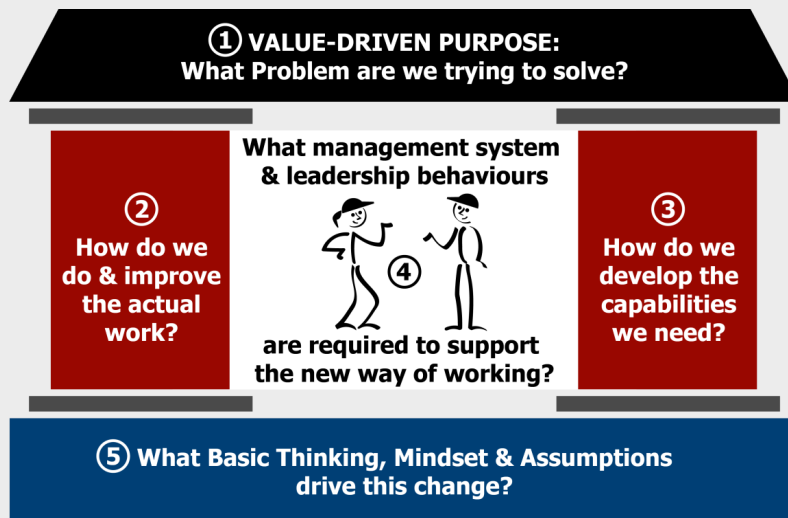 ① VALUE-DRIVEN PURPOSE:
What Problem are we trying to solve?
②
How do we
do & improve
the actual
work?
What management system
& leadership behaviours
④
are required to support
the new way of working?
③
How do we
develop the
capabilities
we need?
⑤ What Basic Thinking, Mindset & Assumptions
drive this change?